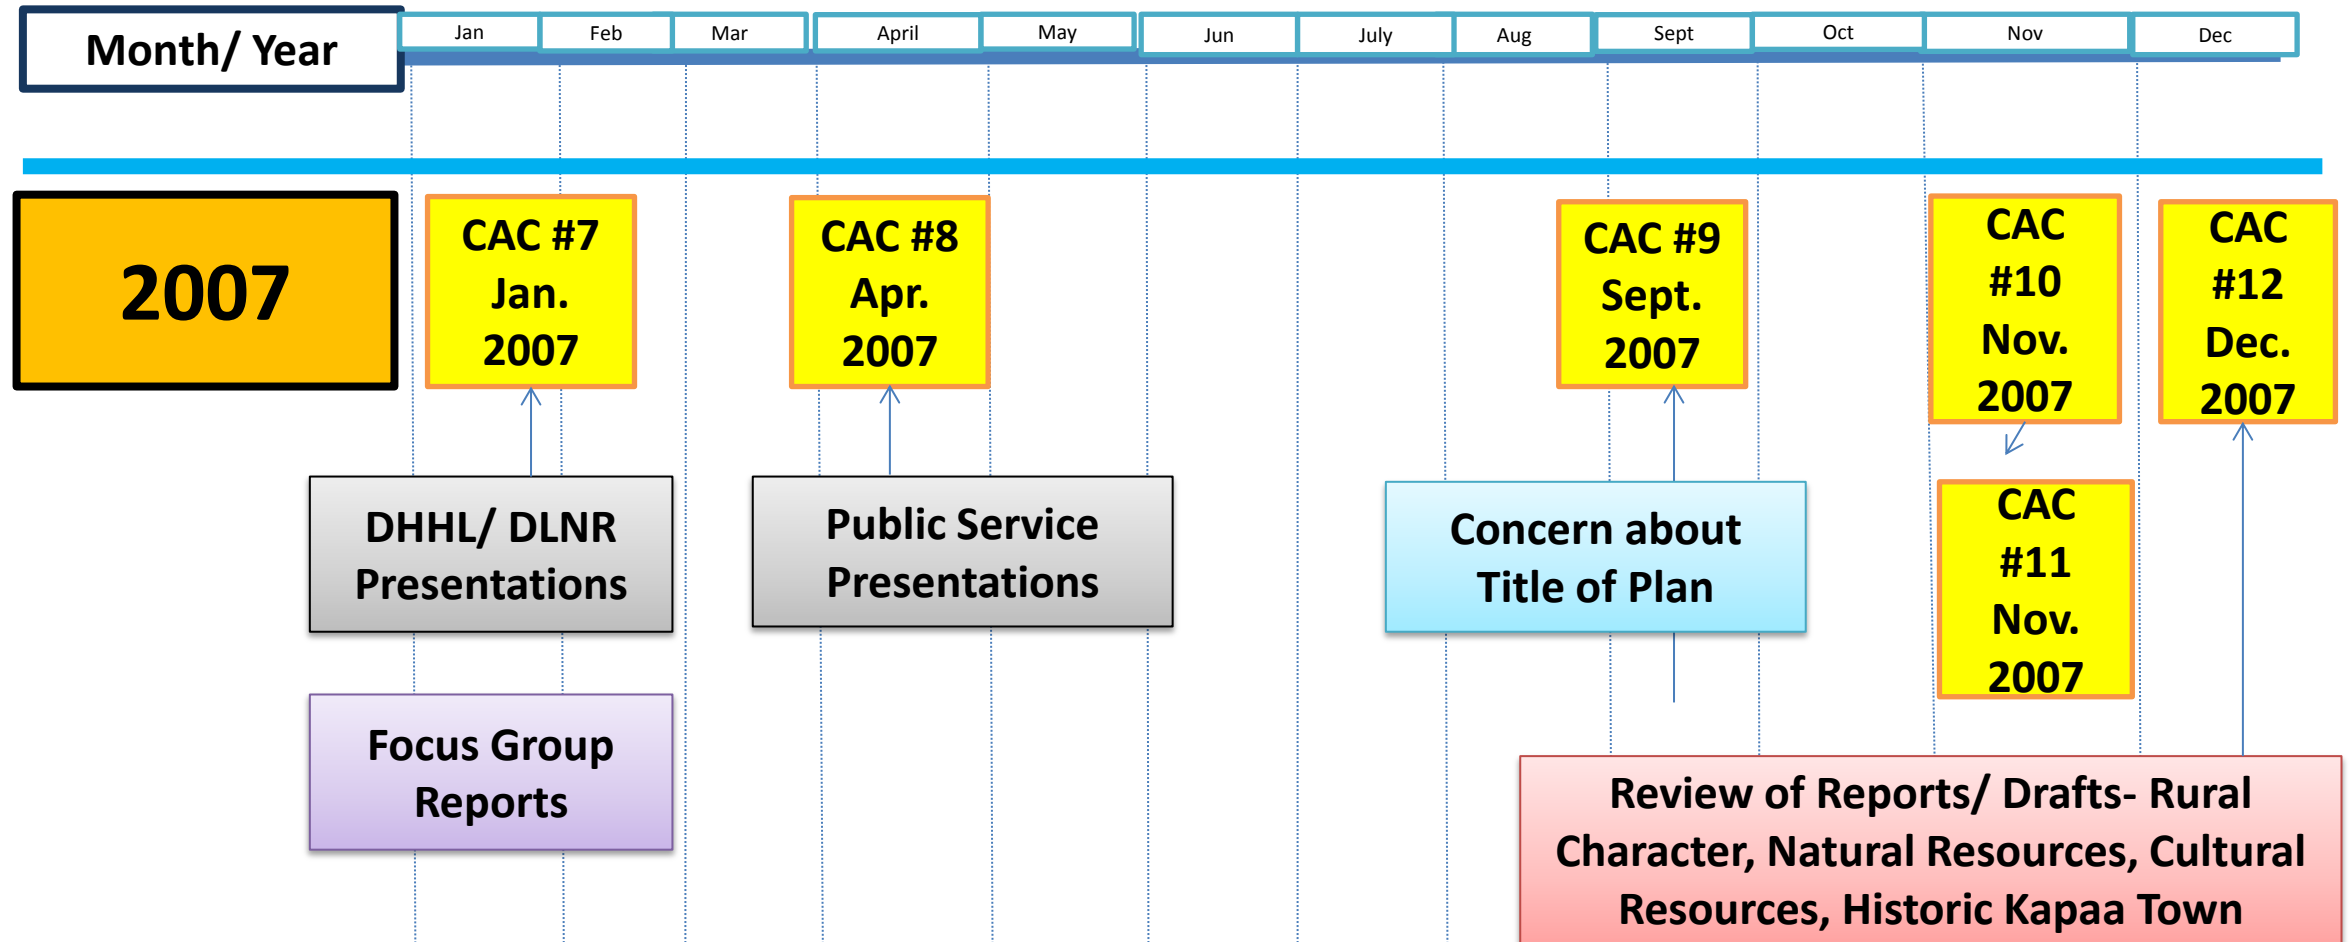 Month/ Year
Jan
Feb
Mar
April
May
Jun
July
Aug
Sept
Oct
Nov
Dec
2007
CAC #7
Jan.
2007
CAC #8
Apr.
2007
CAC #9
Sept.
2007
CAC
#10
Nov.
2007
CAC
#12
Dec.
2007
DHHL/ DLNR
Presentations
Public Service
Presentations
Concern about
Title of Plan
CAC
#11
Nov.
2007
Focus Group
Reports
Review of Reports/ Drafts- Rural
Character, Natural Resources, Cultural
Resources, Historic Kapaa Town